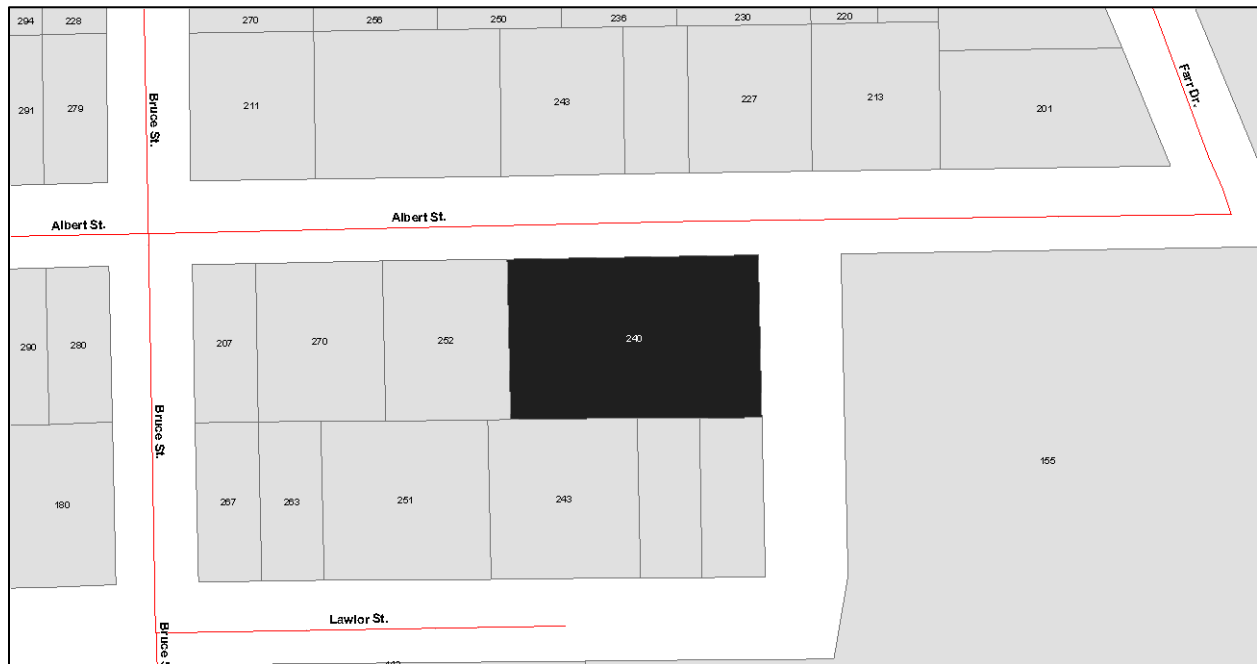 294 228 270 256 250 236 230 220
Farr Dr.
Bruce St.
291 279 211 243 227 213 201
Albert St. Albert St.
290 280 207 270 252 240
Bruce St.
155
180 267 263 251 243
Lawlor St.
Bruce S